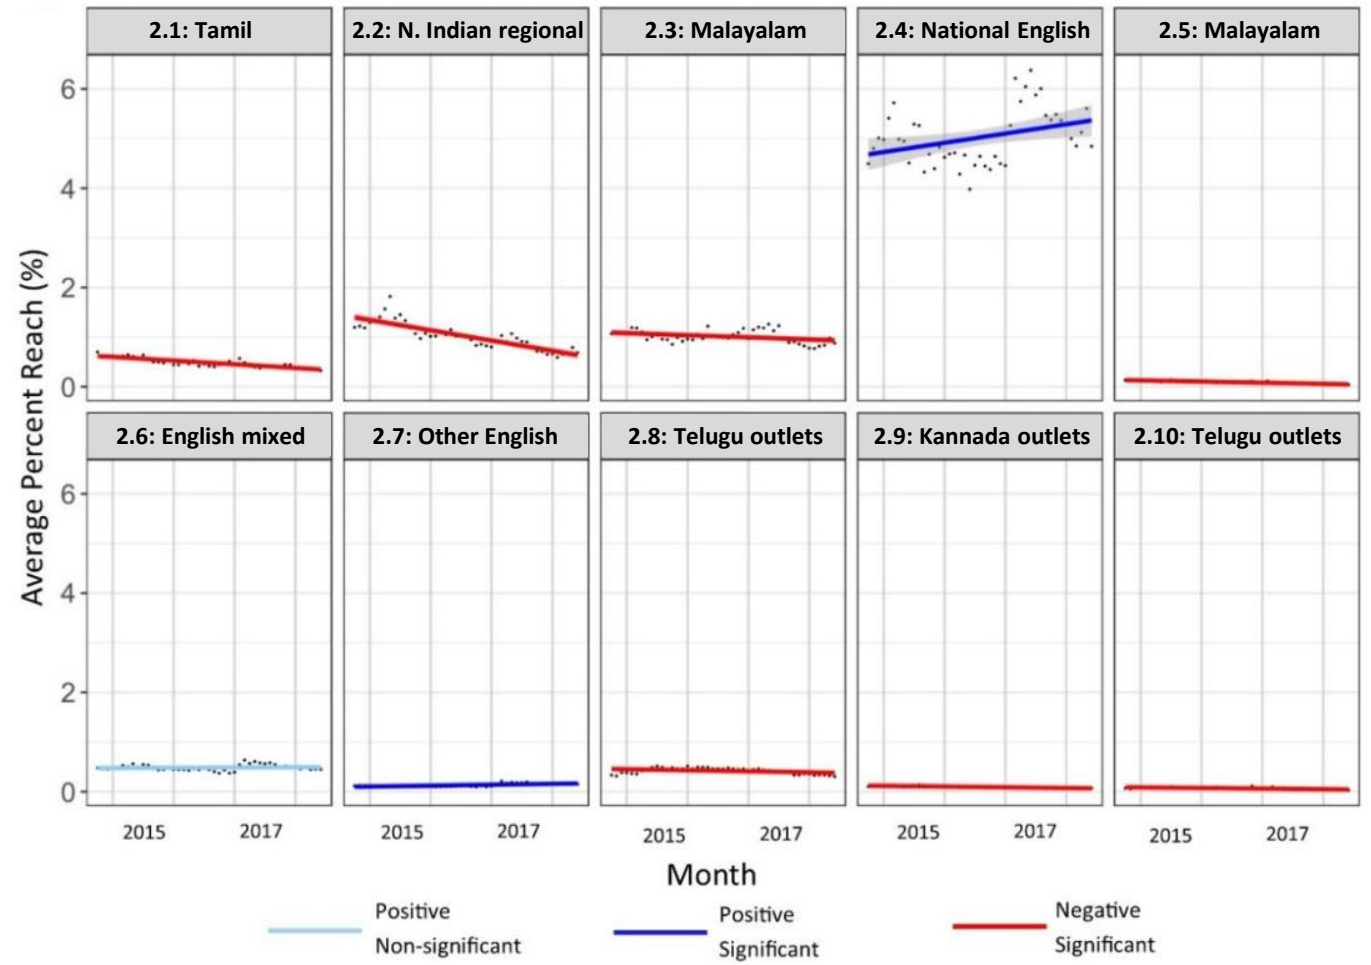 2.1: Tamil
2.2: N. Indian regional
2.3: Malayalam
2.4: National English
2.5: Malayalam
6
4
2
0
Average Percent Reach (%)
2.6: English mixed
2.7: Other English
2.8: Telugu outlets
2.9: Kannada outlets
2.10: Telugu outlets
6
4
2
0
2015 2017
2015 2017
2015 2017
2015 2017
2015 2017
Month
Positive
Non-significant
Positive
Significant
Negative
Significant